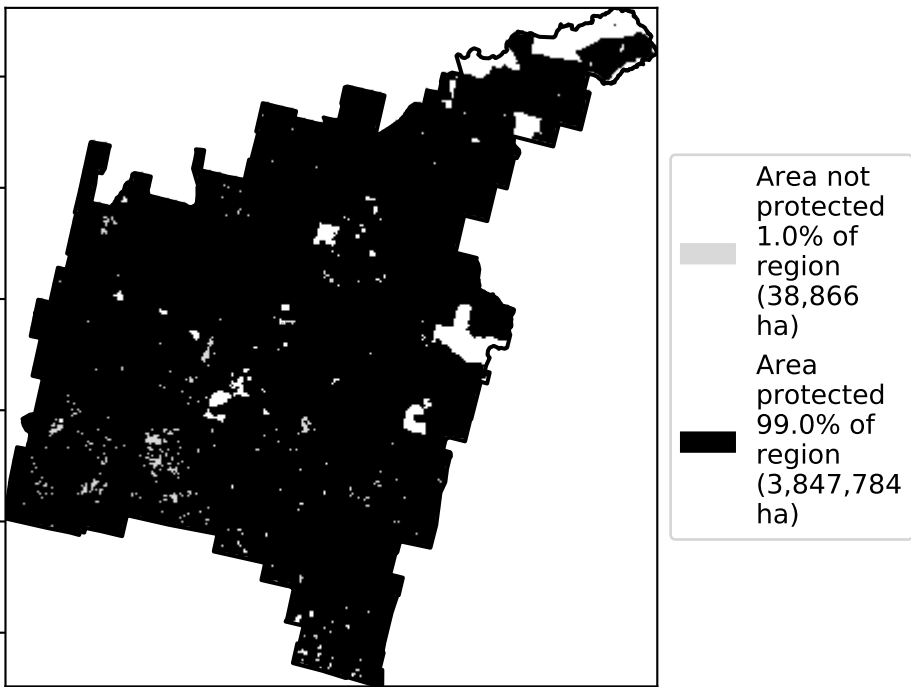 Area not
protected
1.0% of
region
(38,866
ha)
Area
protected
99.0% of
region
(3,847,784
ha)